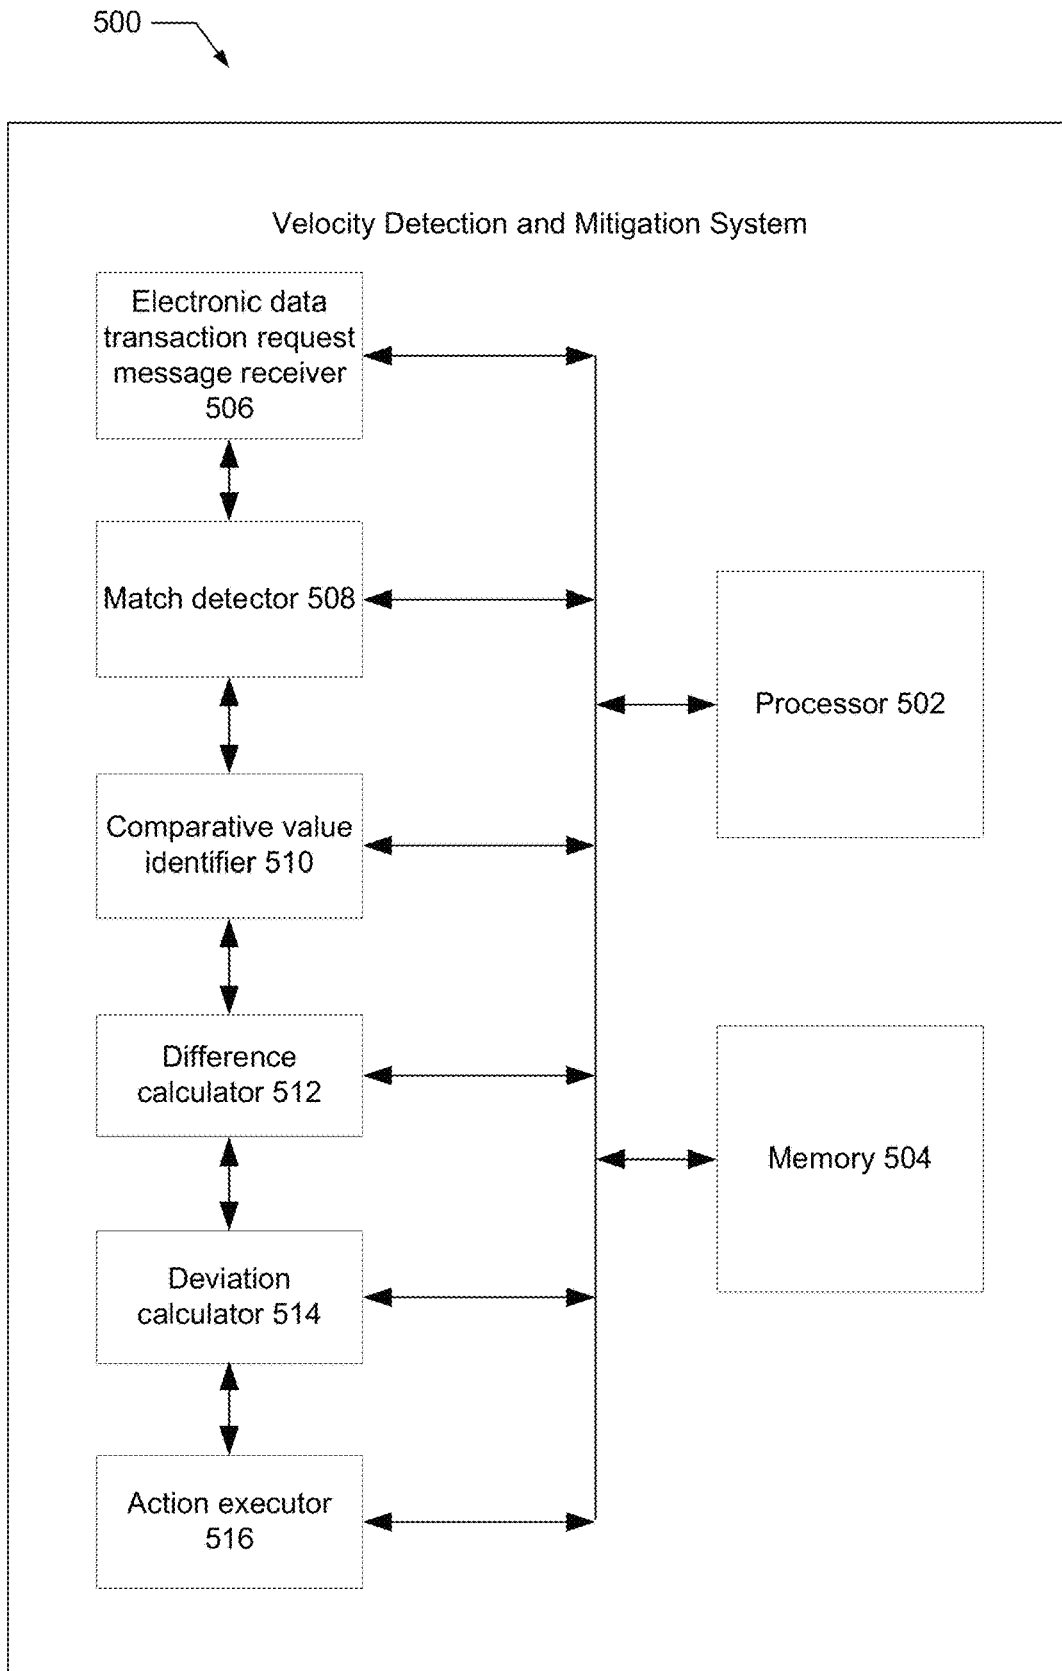 500
Velocity Detection and Mitigation System
Electronic data
transaction request
message receiver
506
Match detector 508
Processor 502
Comparative value
identifier 510
Difference
calculator 512
Memory 504
Deviation
calculator 514
Action executor
516